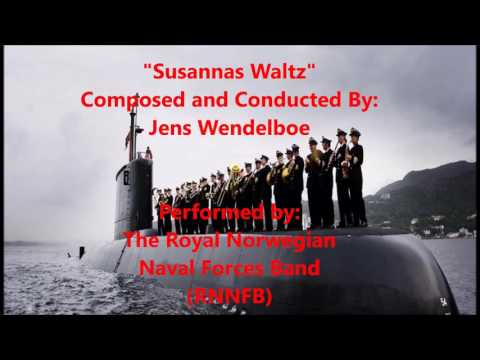 "Susannas Waltz"
Composed and Conducted By:
Jens Wendelboe
Performed by:
The Royal Norwegian
Naval Forces Band
(RNNFB)